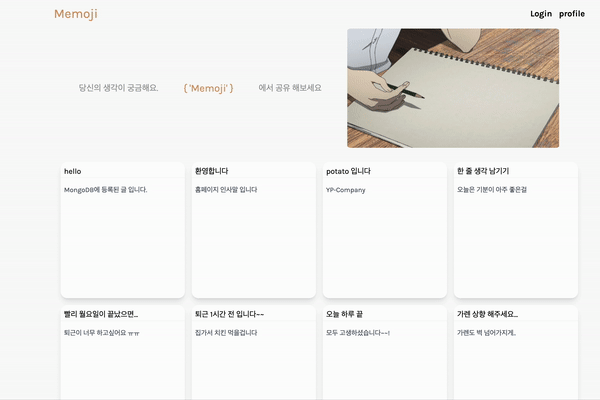 Memoji
Login profile
당신의 생각이 궁금해요. { 'Memoji' } 에서 공유 해보세요
hello
MongoDB에 등록된 글 입니다.
환영합니다
홈페이지 인사말 입니다
potato 입니다
YP-Company
한 줄 생각 남기기
오늘은 기분이 아주 좋은걸
빨리 월요일이 끝났으면..
퇴근이 너무 하고싶어요 ㅠㅠ
퇴근 1시간 전 입니다~~
집가서 치킨 먹을겁니다
오늘 하루 끝
모두 고생하셨습니다~~!
가렌 상향 해주세요...
가렌도 벽 넘어가지게..